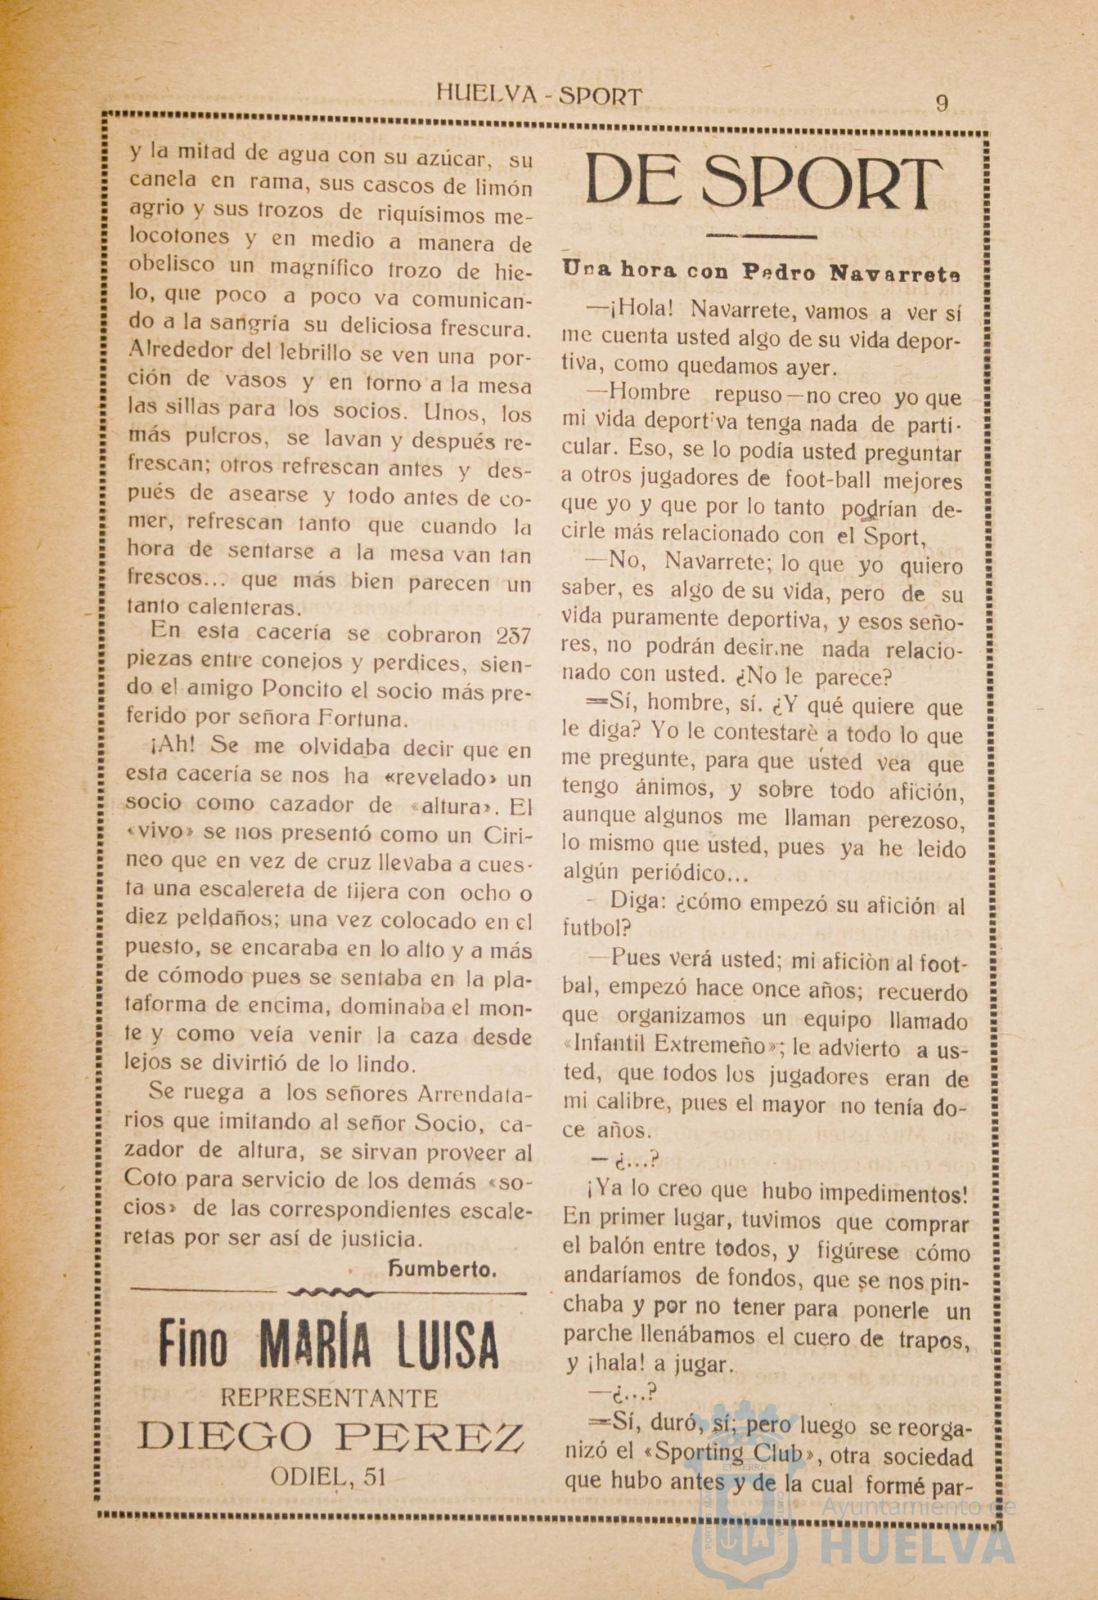 HUELVA - SPORT
9
y la mitad de agua con su azúcar, su
canela en rama, sus cascos de limón
agrio y sus trozos de riquísimos me-
locotones y en medio a manera de
obelisco un magnífico trozo de hie-
lo, que poco a poco va comunican-
do a la sangría su deliciosa frescura.
Alrededor del lebrillo se ven una por-
ción de vasos y en torno a la mesa
las sillas para los socios. Unos, los
más pulcros, se lavan y después re-
frescan; otros refrescan antes y des-
pués de asearse y todo antes de co-
mer, refrescan tanto que cuando la
hora de sentarse a la mesa van tan
frescos... que más bien parecen un
tanto calenteras.
En esta cacería se cobraron 237
piezas entre conejos y perdices, sien-
do el amigo Poncito el socio más pre-
ferido por señora Fortuna.
¡Ah! Se me olvidaba decir que en
esta cacería se nos ha «revelado» un
socio como cazador de «altura». El
«vivo» se nos presentó como un Ciri-
neo que en vez de cruz llevaba a cues-
ta una escalereta de tijera con ocho o
diez peldaños; una vez colocado en el
puesto, se encaraba en lo alto y a más
de cómodo pues se sentaba en la pla-
taforma de encima, dominaba el mon-
te y como veía venir la caza desde
lejos se divirtió de lo lindo.
Se ruega a los señores Arrendata-
rios que imitando al señor Socio, ca-
zador de altura, se sirvan proveer al
Coto para servicio de los demás «so-
cios» de las correspondientes escale-
retas por ser así de justicia.
Humberto.
Fino MARÍA LUISA
REPRESENTANTE
DIEGO PEREZ
ODIEL, 51
DE SPORT
Una hora con Pedro Navarrete
—¡Hola! Navarrete, vamos a ver sí
me cuenta usted algo de su vida depor-
tiva, como quedamos ayer.
—Hombre repuso—no creo yo que
mi vida deportiva tenga nada de parti-
cular. Eso, se lo podía usted preguntar
a otros jugadores de foot-ball mejores
que yo y que por lo tanto podrían de-
cirle más relacionado con el Sport,
—No, Navarrete; lo que yo quiero
saber, es algo de su vida, pero de su
vida puramente deportiva, y esos seño-
res, no podrán decirme nada relacio-
nado con usted. ¿No le parece?
=Sí, hombre, sí. ¿Y qué quiere que
le diga? Yo le contestarè a todo lo que
me pregunte, para que usted vea que
tengo ánimos, y sobre todo afición,
aunque algunos me llaman perezoso,
lo mismo que usted, pues ya he leido
algún periódico...
- Diga: ¿cómo empezó su afición al
futbol?
—Pues verá usted; mi aficiòn al foot-
bal, empezó hace once años; recuerdo
que organizamos un equipo llamado
«Infantil Extremeño»; le advierto a us-
ted, que todos los jugadores eran de
mi calibre, pues el mayor no tenía do-
ce años.
— ¿...?
¡Ya lo creo que hubo impedimentos!
En primer lugar, tuvimos que comprar
el balón entre todos, y figúrese cómo
andaríamos de fondos, que se nos pin-
chaba y por no tener para ponerle un
parche llenábamos el cuero de trapos,
y ¡hala! a jugar.
—¿...?
=Sí, duró, sí; pero luego se reorga-
nizó el «Sporting Club», otra sociedad
que hubo antes y de la cual formé par-
Ayuntamiento de
HUELVA